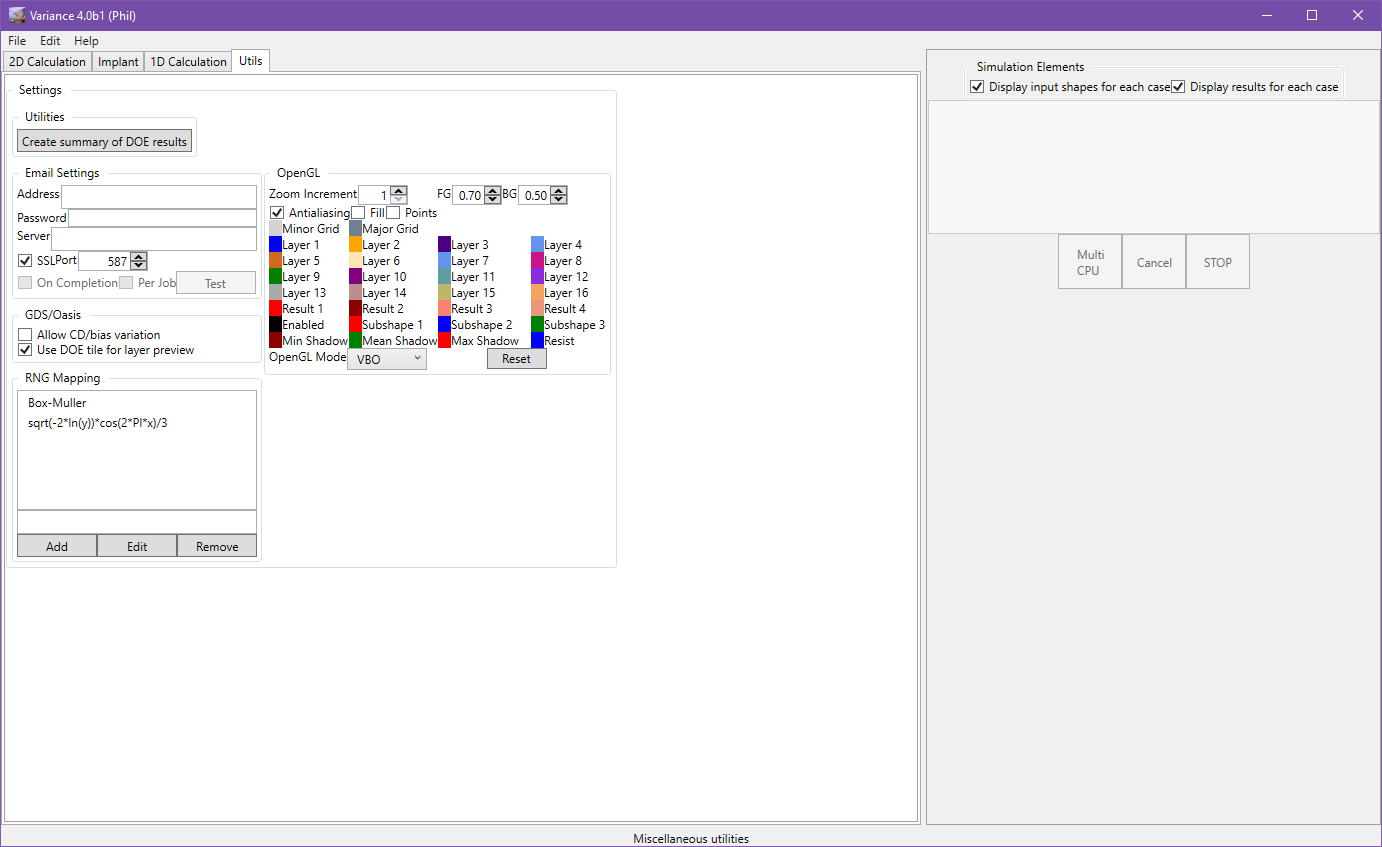 Variance 4.0b1 (Phil)
File Edit Help
2D Calculation Implant 1D Calculation Utils
Settings
Utilities
Create summary of DOE results
Email Settings
Address
Password
Server
SSL Port 587
On Completion Per Job Test
GDS/Oasis
Allow CD/bias variation
Use DOE tile for layer preview
RNG Mapping
Box-Muller
sqrt(-2*ln(y))*cos(2*PI*x)/3
Add Edit Remove
OpenGL
Zoom Increment 1 FG 0.70 BG 0.50
Antialiasing Fill Points
Minor Grid Major Grid
Layer 1 Layer 2 Layer 3 Layer 4
Layer 5 Layer 6 Layer 7 Layer 8
Layer 9 Layer 10 Layer 11 Layer 12
Layer 13 Layer 14 Layer 15 Layer 16
Result 1 Result 2 Result 3 Result 4
Enabled Subshape 1 Subshape 2 Subshape 3
Min Shadow Mean Shadow Max Shadow Resist
OpenGL Mode VBO Reset
Simulation Elements
Display input shapes for each case Display results for each case
Multi
CPU
Cancel
STOP
Miscellaneous utilities